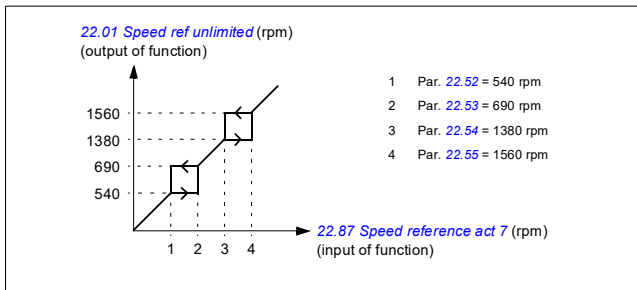 22.01 Speed ref unlimited (rpm)
(output of function)
1 Par. 22.52 = 540 rpm
2 Par. 22.53 = 690 rpm
3 Par. 22.54 = 1380 rpm
4 Par. 22.55 = 1560 rpm
1560
1380
690
540
1 2 3 4
22.87 Speed reference act 7 (rpm)
(input of function)